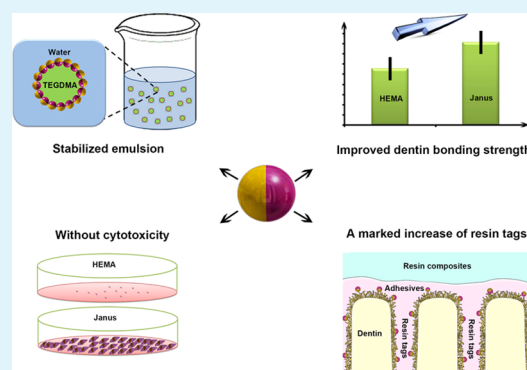 Water
TEGDMA
Stabilized emulsion
HEMA
Janus
Improved dentin bonding strength
Without cytotoxicity
HEMA
Janus
A marked increase of resin tags
Resin composites
Adhesives
Dentin
Resin tags
Resin tags